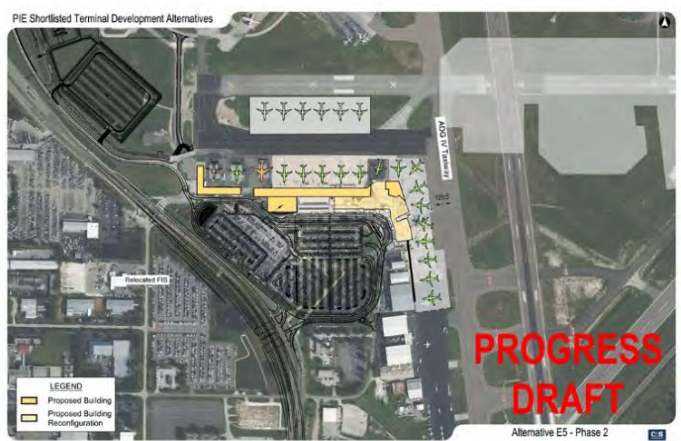 PIE Shortlisted Terminal Development Alternatives
ADG IV Taxiway
Relocated FIS
LEGEND
Proposed Building
Proposed Building
Reconfiguration
PROGRESS
DRAFT
Alternative E5 - Phase 2